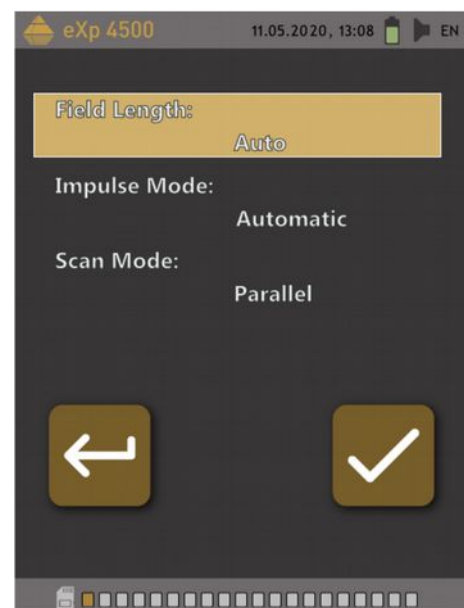 eXp 4500 11.05.2020, 13:08 EN
Field Length:
Auto
Impulse Mode:
Automatic
Scan Mode:
Parallel